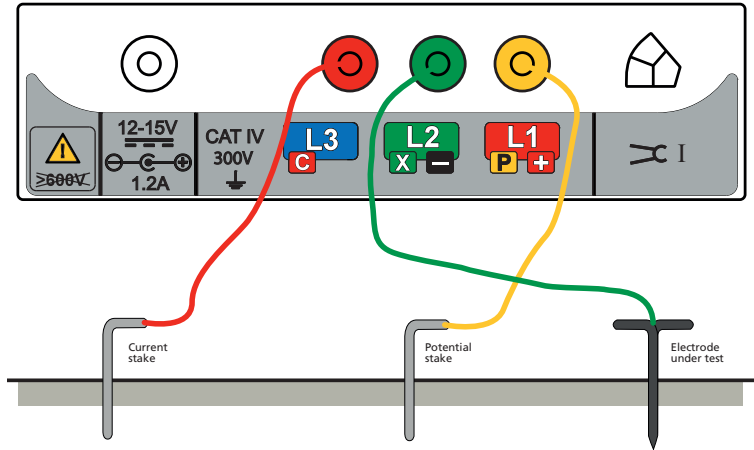 12-15V
CAT IV
300V
L3
L2
L1
C
X
−
P
+
I
>600V
1.2A
Current
stake
Potential
stake
Electrode
under test